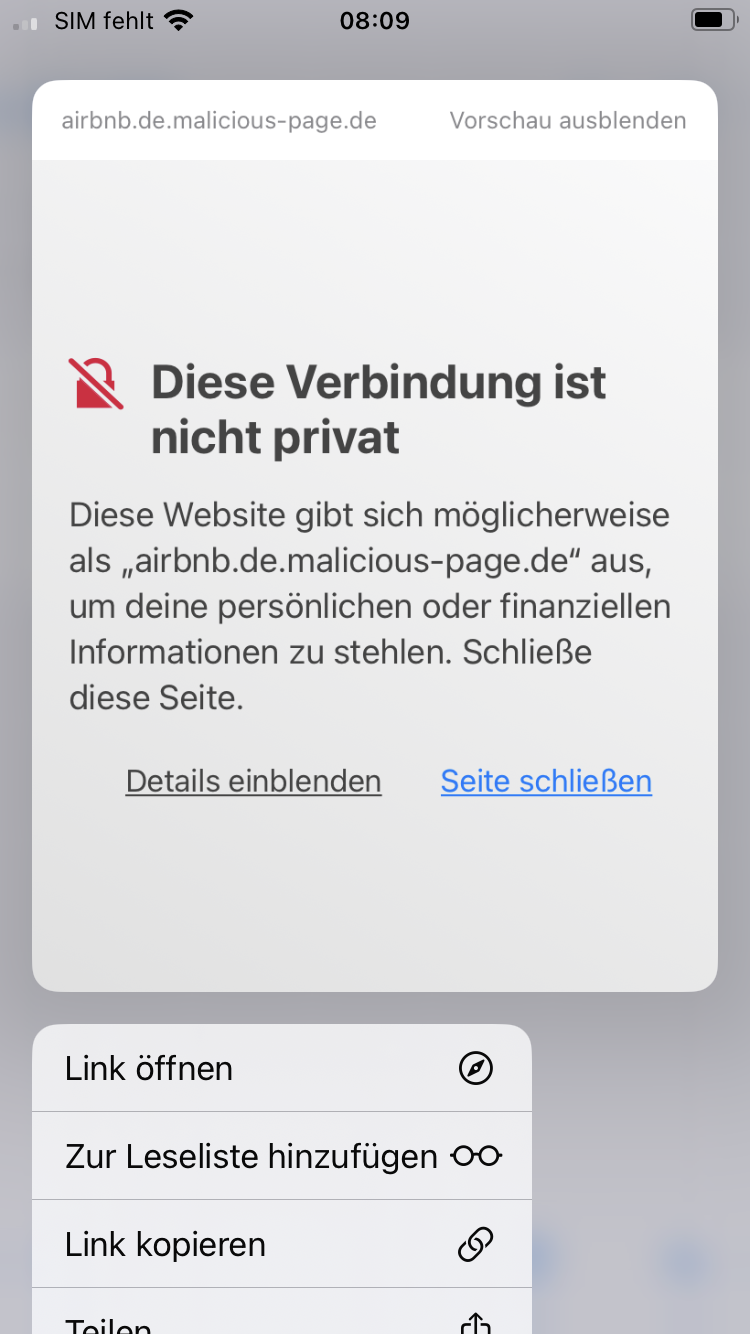 SIM fehlt
08:09
airbnb.de.malicious-page.de Vorschau ausblenden
Diese Verbindung ist
nicht privat
Diese Website gibt sich möglicherweise
als „airbnb.de.malicious-page.de“ aus,
um deine persönlichen oder finanziellen
Informationen zu stehlen. Schließe
diese Seite.
Details einblenden Seite schließen
Link öffnen
Zur Leseliste hinzufügen
Link kopieren
Teilen